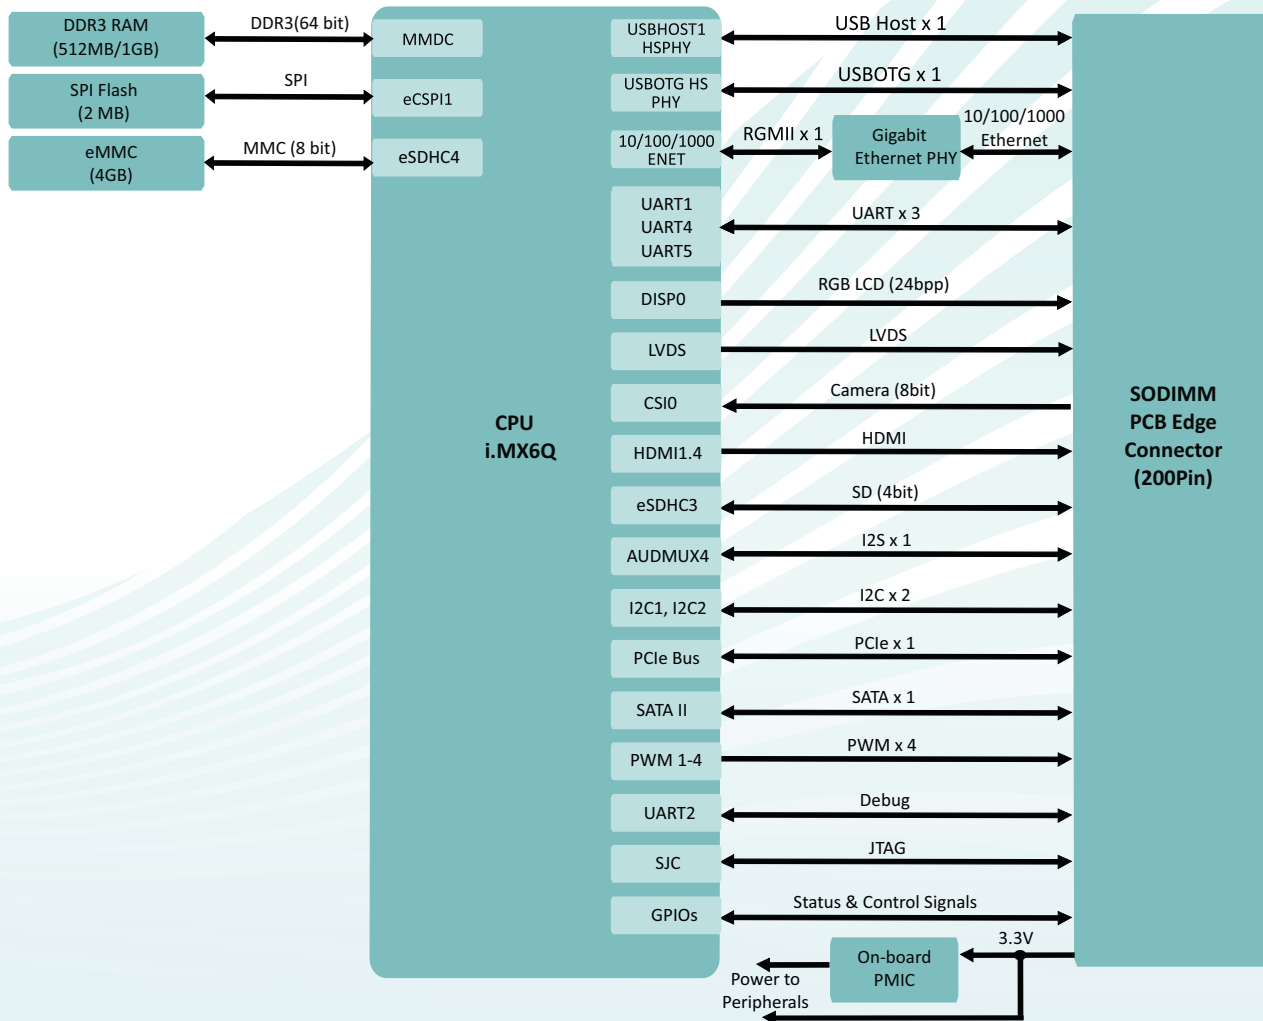 DDR3 RAM
(512MB/1GB)
DDR3(64 bit)
MMDC
SPI Flash
(2 MB)
SPI
eCSPI1
eMMC
(4GB)
MMC (8 bit)
eSDHC4
CPU
i.MX6Q
USBHOST1
HSPHY
USB Host x 1
USBOTG HS
PHY
USBOTG x 1
10/100/1000
ENET
RGMII x 1
Gigabit
Ethernet PHY
10/100/1000
Ethernet
UART1
UART4
UART5
UART x 3
DISP0
RGB LCD (24bpp)
LVDS
LVDS
CSI0
Camera (8bit)
HDMI1.4
HDMI
eSDHC3
SD (4bit)
AUDMUX4
I2S x 1
I2C1, I2C2
I2C x 2
PCIe Bus
PCIe x 1
SATA II
SATA x 1
PWM 1-4
PWM x 4
UART2
Debug
SJC
JTAG
GPIOs
Status & Control Signals
SODIMM
PCB Edge
Connector
(200Pin)
3.3V
On-board
PMIC
Power to
Peripherals